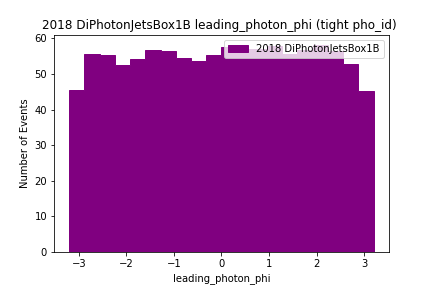 2018 DiPhotonJetsBox1B leading_photon_phi (tight pho_id)
2018 DiPhotonJetsBox1B
Number of Events
60
50
40
30
20
10
0
−3 −2 −1 0 1 2 3
leading_photon_phi